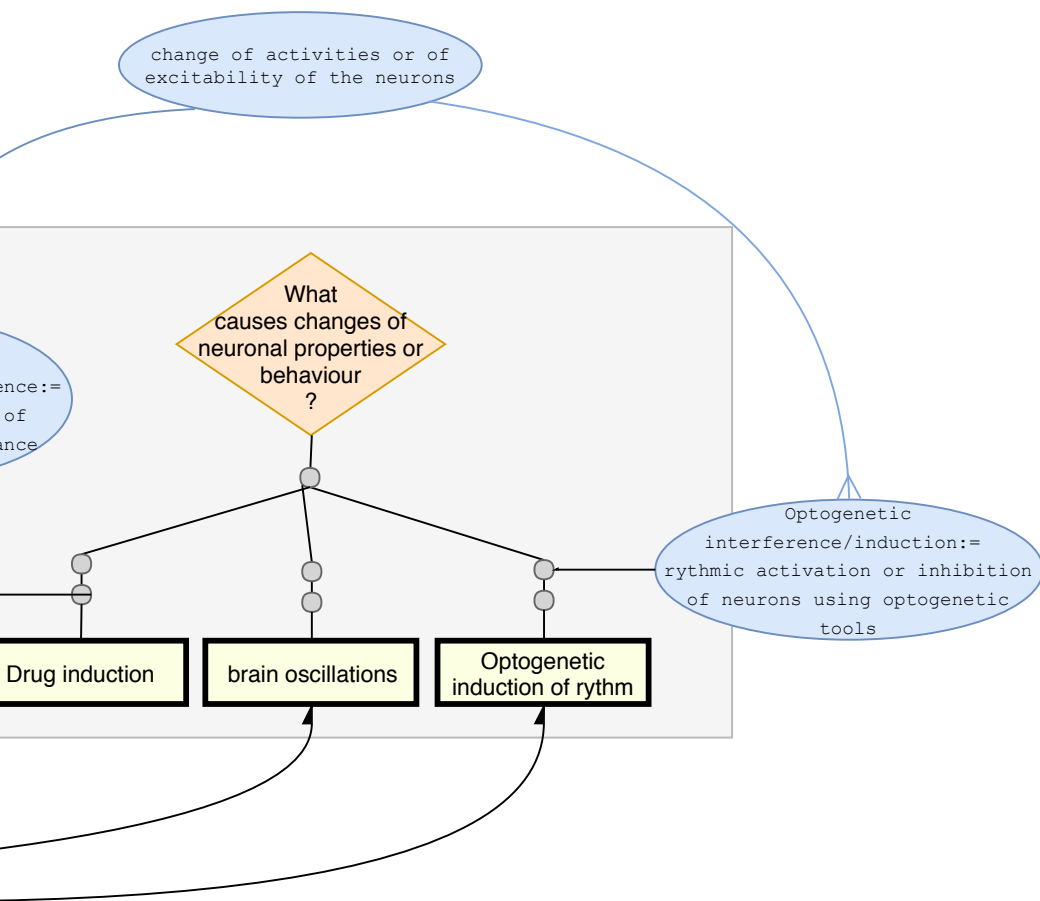 change of activities or of
excitability of the neurons
What
causes changes of
neuronal properties or
behaviour
?
:=
of
Optogenetic
interference/induction:=
rythmic activation or inhibition
of neurons using optogenetic
tools
Drug induction
brain oscillations
Optogenetic
induction of rythm